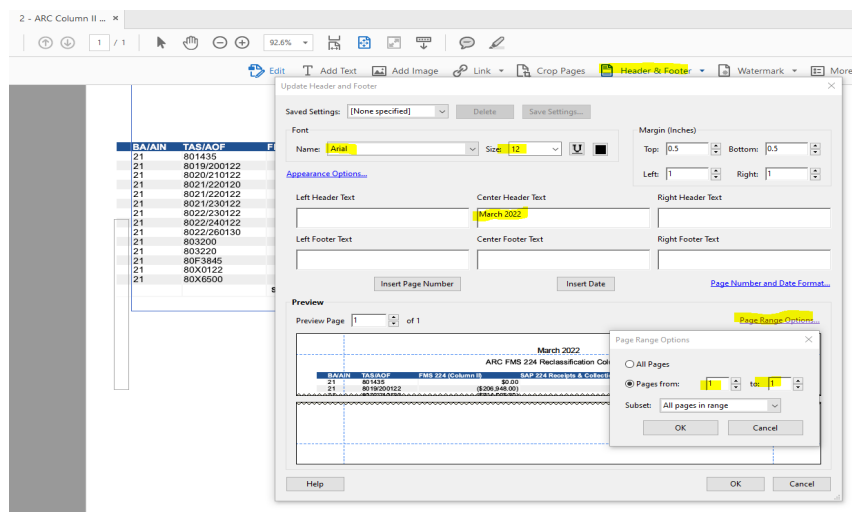 2 - ARC Column II ... ×
1 / 1 92.6%
Edit Add Text Add Image Link Crop Pages Header & Footer Watermark More
Update Header and Footer ×
Saved Settings: [None specified] Delete Save Settings...
Font Margin (Inches)
Name: Arial Size: 12 U Top: 0.5 Bottom: 0.5
Appearance Options... Left: 1 Right: 1
Left Header Text Center Header Text Right Header Text
March 2022
Left Footer Text Center Footer Text Right Footer Text
Insert Page Number Insert Date Page Number and Date Format...
Preview
Preview Page 1 of 1 Page Range Options...
March 2022
ARC FMS 224 Reclassification Col
BA/AIN TAS/AOF FMS 224 (Column II) SAP 224 Receipts & Collecti
21 801435 $0.00
21 8019/200122 ($206,948.00)
Page Range Options ×
All Pages
Pages from: 1 to: 1
Subset: All pages in range
OK Cancel
Help OK Cancel
BA/AIN TAS/AOF F
21 801435
21 8019/200122
21 8020/210122
21 8021/220120
21 8021/220122
21 8021/230122
21 8022/230122
21 8022/240122
21 8022/260130
21 803200
21 803220
21 80F3845
21 80X0122
21 80X6500
S